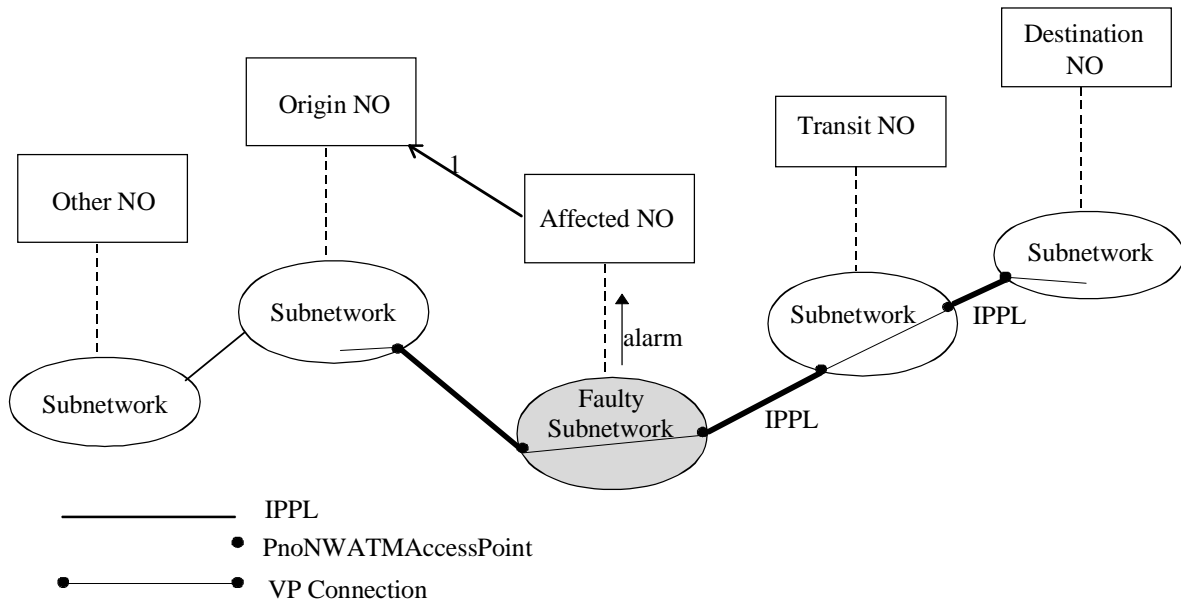 Destination
NO
Origin NO
Transit NO
1
Other NO
Affected NO
Subnetwork
Subnetwork
Subnetwork
IPPL
alarm
Subnetwork
Faulty
Subnetwork
IPPL
IPPL
PnoNWATMAccessPoint
VP Connection